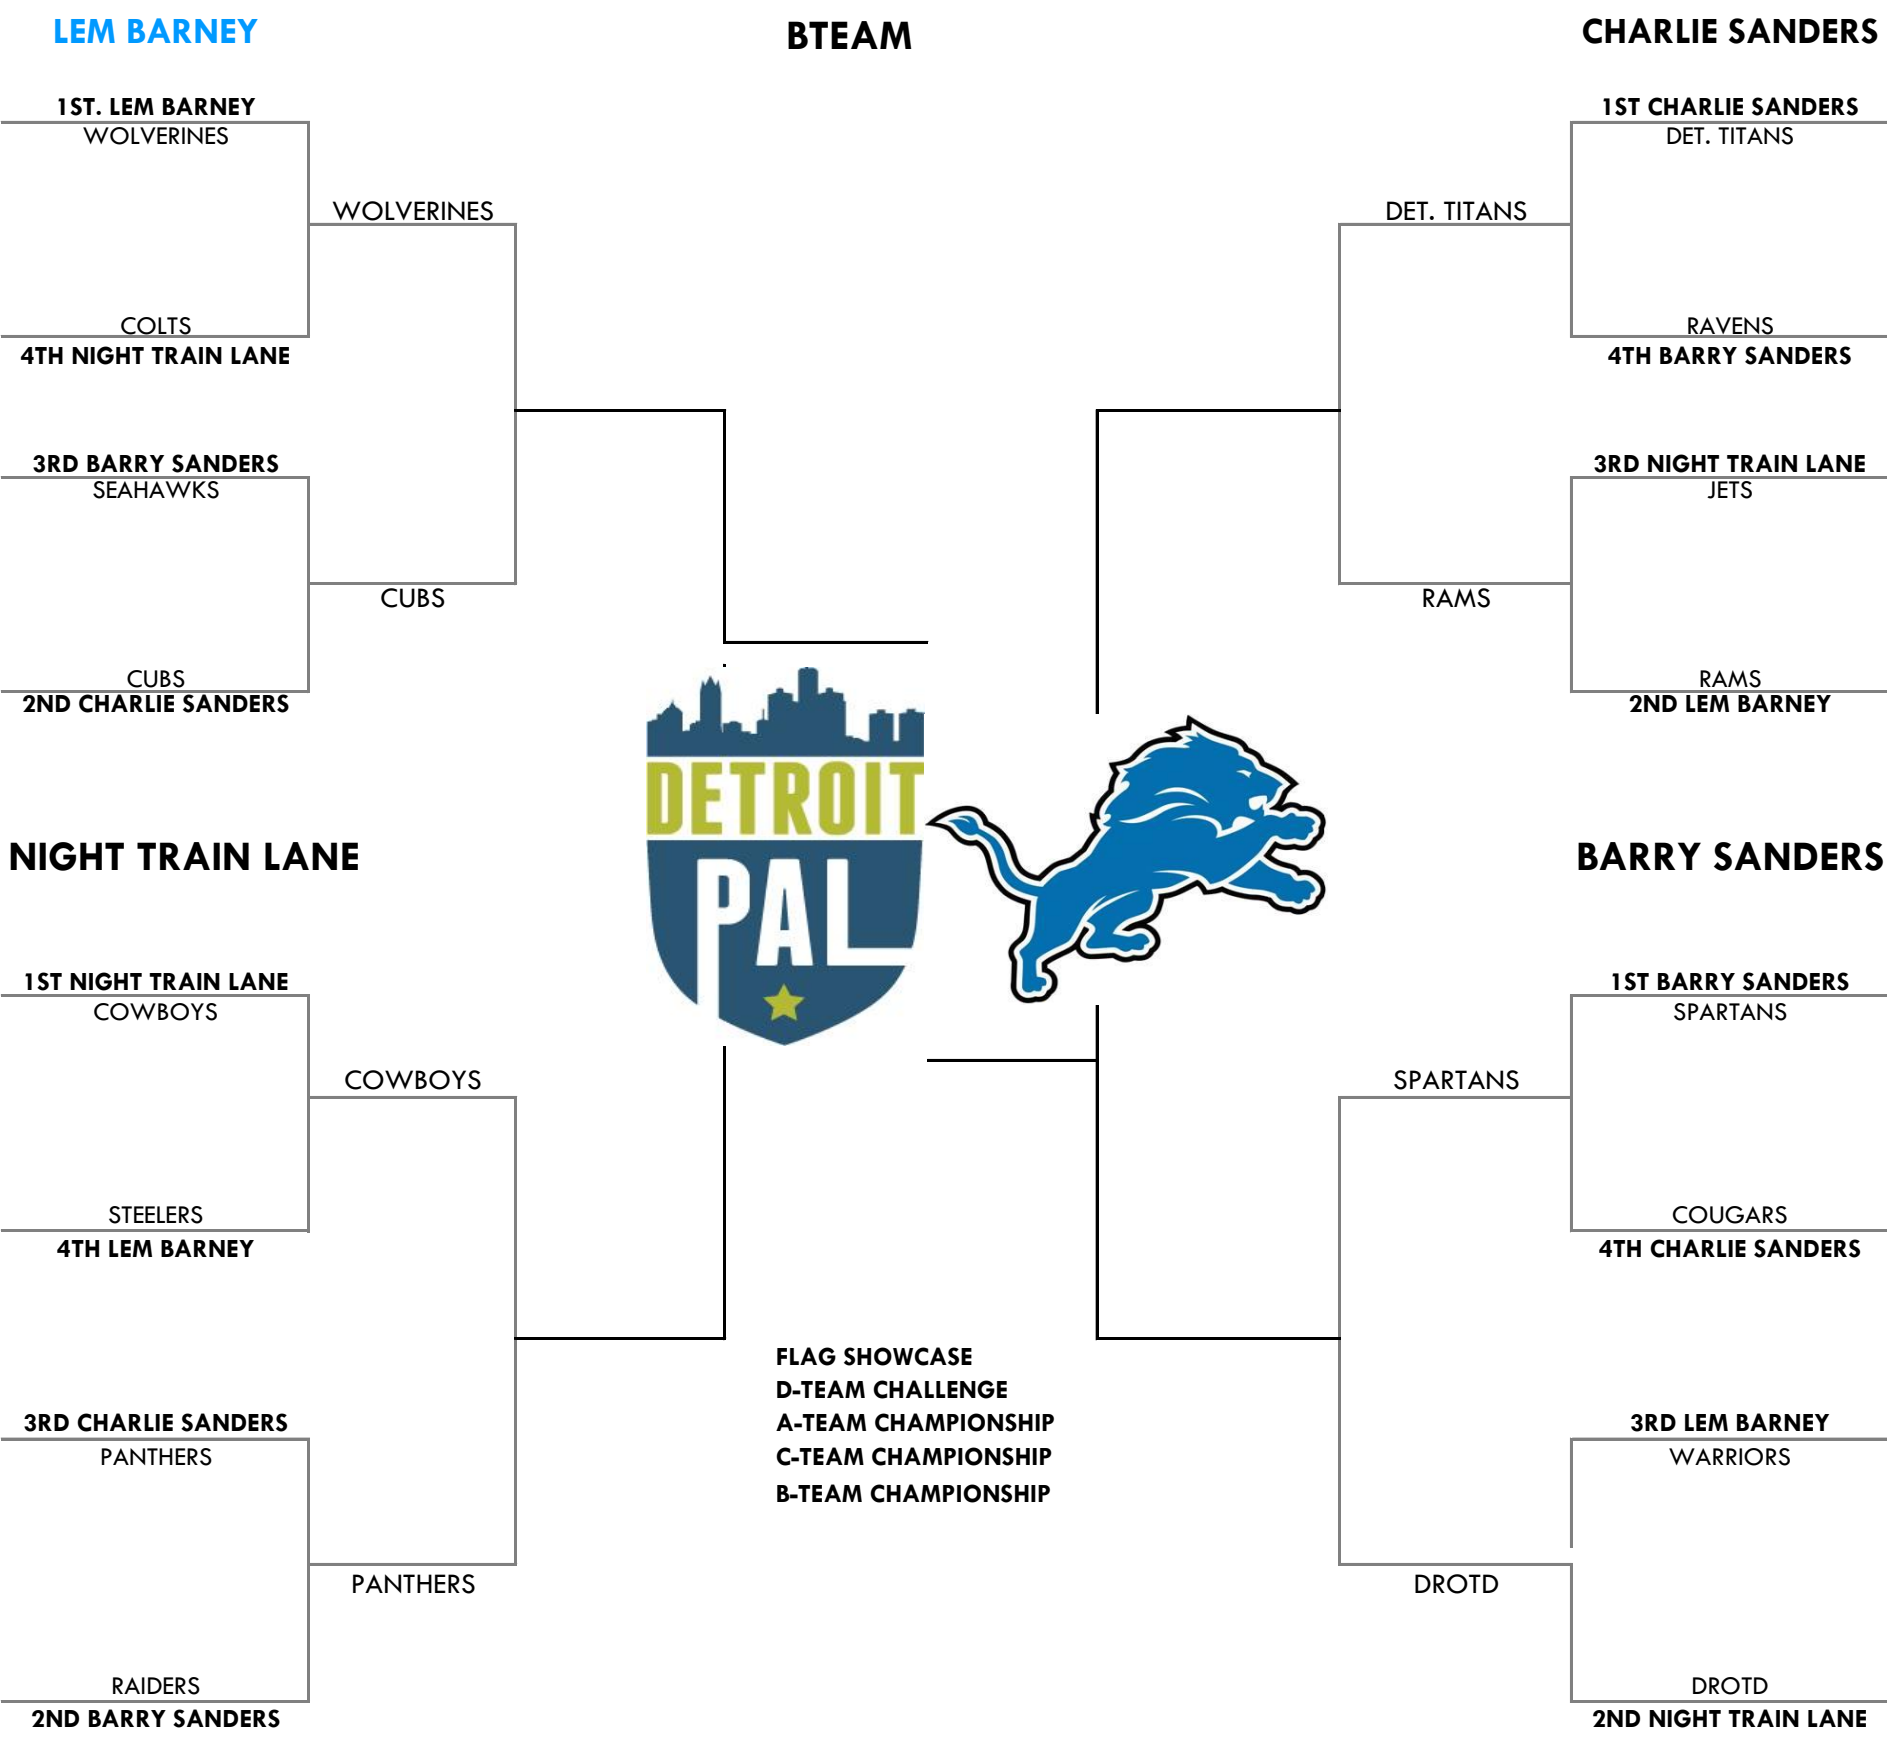 LEM BARNEY
BTEAM
CHARLIE SANDERS
1ST. LEM BARNEY
WOLVERINES
WOLVERINES
COLTS
4TH NIGHT TRAIN LANE
3RD BARRY SANDERS
SEAHAWKS
CUBS
CUBS
2ND CHARLIE SANDERS
1ST CHARLIE SANDERS
DET. TITANS
DET. TITANS
RAVENS
4TH BARRY SANDERS
3RD NIGHT TRAIN LANE
JETS
RAMS
RAMS
2ND LEM BARNEY
DETROIT
PAL
NIGHT TRAIN LANE
BARRY SANDERS
1ST NIGHT TRAIN LANE
COWBOYS
COWBOYS
STEELERS
4TH LEM BARNEY
3RD CHARLIE SANDERS
PANTHERS
PANTHERS
RAIDERS
2ND BARRY SANDERS
FLAG SHOWCASE
D-TEAM CHALLENGE
A-TEAM CHAMPIONSHIP
C-TEAM CHAMPIONSHIP
B-TEAM CHAMPIONSHIP
1ST BARRY SANDERS
SPARTANS
SPARTANS
COUGARS
4TH CHARLIE SANDERS
3RD LEM BARNEY
WARRIORS
DROTD
DROTD
2ND NIGHT TRAIN LANE